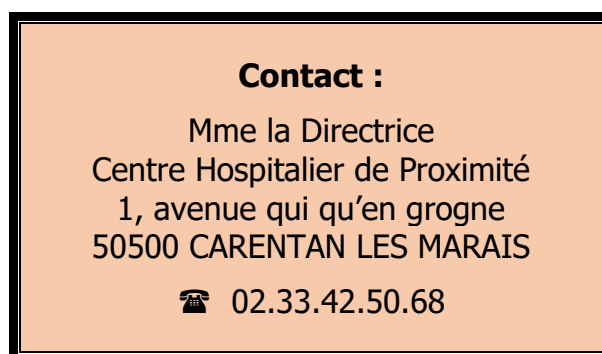 Contact :
Mme la Directrice
Centre Hospitalier de Proximité
1, avenue qui qu’en grogne
50500 CARENTAN LES MARAIS
☎ 02.33.42.50.68